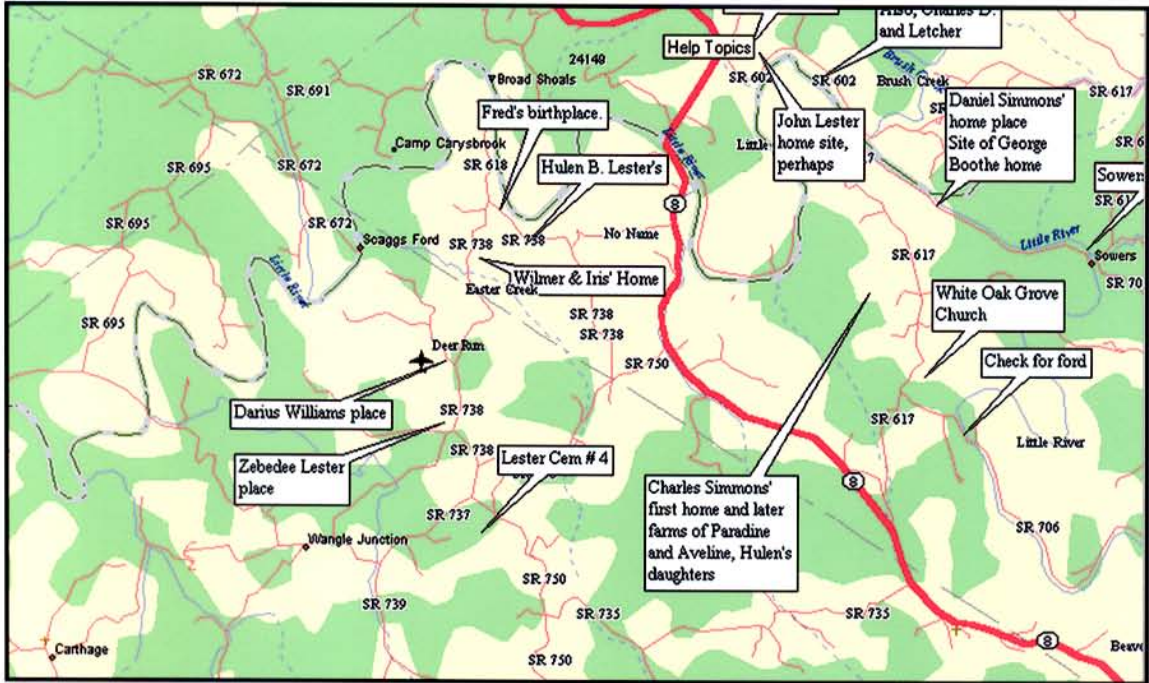 Also, Charles D.
and Letcher
Help Topics
24149
SR 602
SR 602
Brush Creek
SR 617
SR 672
SR 691
Broad Shoals
Fred's birthplace.
John Lester
home site,
perhaps
Daniel Simmons'
home place
Site of George
Boothe home
Camp Carysbrook
Little River
SR 695
SR 672
SR 618
Hulen B. Lester's
8
SR 695
SR 672
Scaggs Ford
SR 738
SR 738
No Name
SR 617
Little River
Sowers
SR 70
Little River
Wilmer & Iris' Home
Easter Creek
White Oak Grove
Church
SR 695
SR 738
SR 738
Deer Run
SR 750
Check for ford
Darius Williams place
SR 738
SR 617
Little River
Zebedee Lester
place
SR 738
Lester Cem # 4
8
Charles Simmons'
first home and later
farms of Paradine
and Aveline, Hulen's
daughters
SR 737
Wangle Junction
SR 706
SR 750
SR 739
SR 735
SR 735
8
Carthage
SR 750